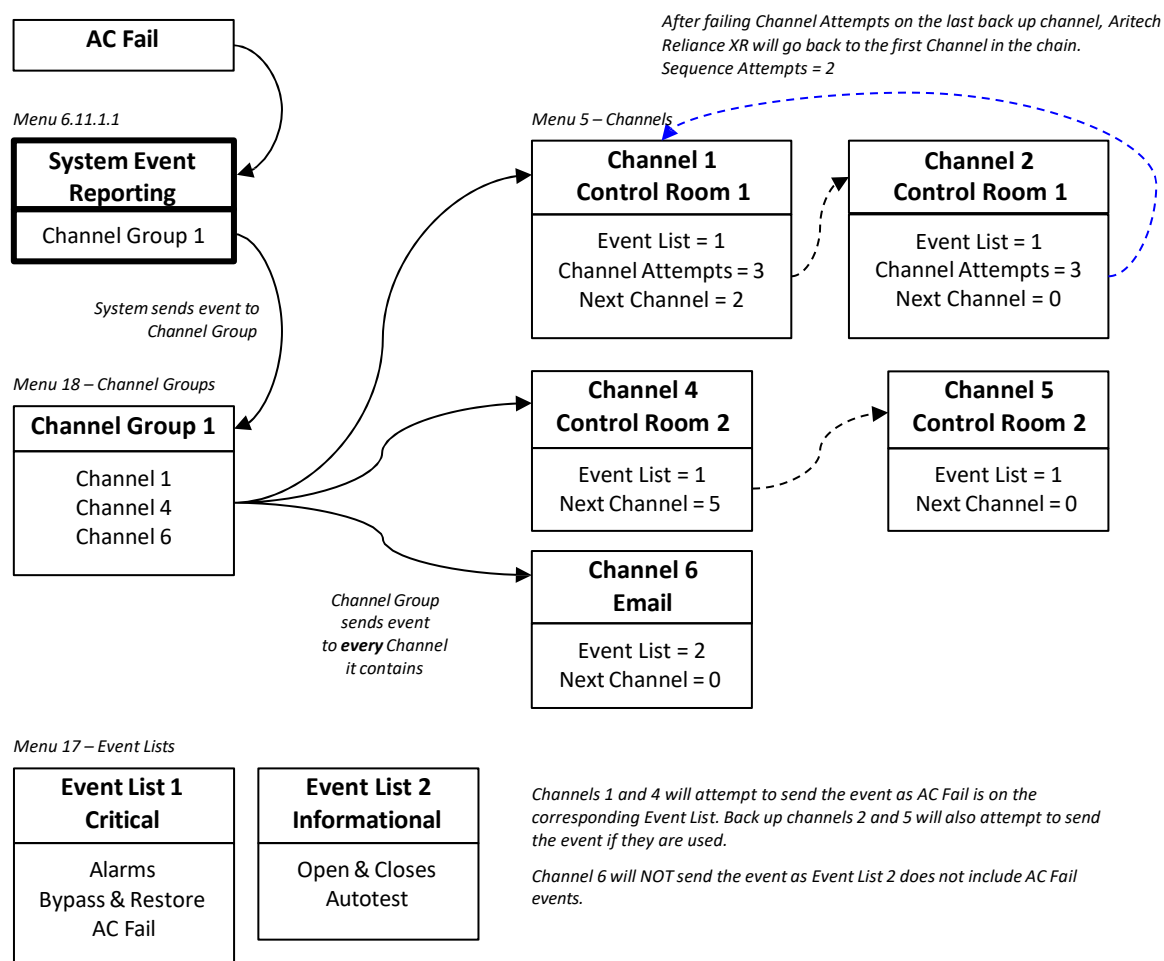 AC Fail
After failing Channel Attempts on the last back up channel, Aritech
Reliance XR will go back to the first Channel in the chain.
Sequence Attempts = 2
Menu 6.11.1.1
System Event
Reporting
Channel Group 1
System sends event to
Channel Group
Menu 5 – Channels
Channel 1
Control Room 1
Event List = 1
Channel Attempts = 3
Next Channel = 2
Channel 2
Control Room 1
Event List = 1
Channel Attempts = 3
Next Channel = 0
Menu 18 – Channel Groups
Channel Group 1
Channel 1
Channel 4
Channel 6
Channel 4
Control Room 2
Event List = 1
Next Channel = 5
Channel 5
Control Room 2
Event List = 1
Next Channel = 0
Channel Group
sends event
to every Channel
it contains
Channel 6
Email
Event List = 2
Next Channel = 0
Menu 17 – Event Lists
Event List 1
Critical
Alarms
Bypass & Restore
AC Fail
Event List 2
Informational
Open & Closes
Autotest
Channels 1 and 4 will attempt to send the event as AC Fail is on the
corresponding Event List. Back up channels 2 and 5 will also attempt to send
the event if they are used.
Channel 6 will NOT send the event as Event List 2 does not include AC Fail
events.